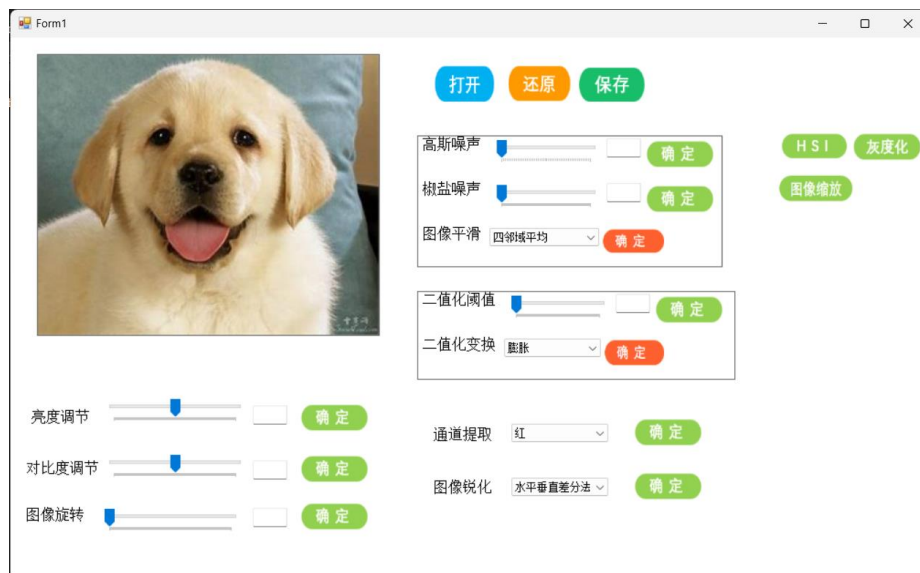 Form1
打开 还原 保存
高斯噪声 确 定
椒盐噪声 确 定
图像平滑 四邻域平均 确 定
H S I 灰度化
图像缩放
二值化阈值 确 定
二值化变换 膨胀 确 定
亮度调节 确 定
对比度调节 确 定
图像旋转 确 定
通道提取 红 确 定
图像锐化 水平垂直差分法 确 定